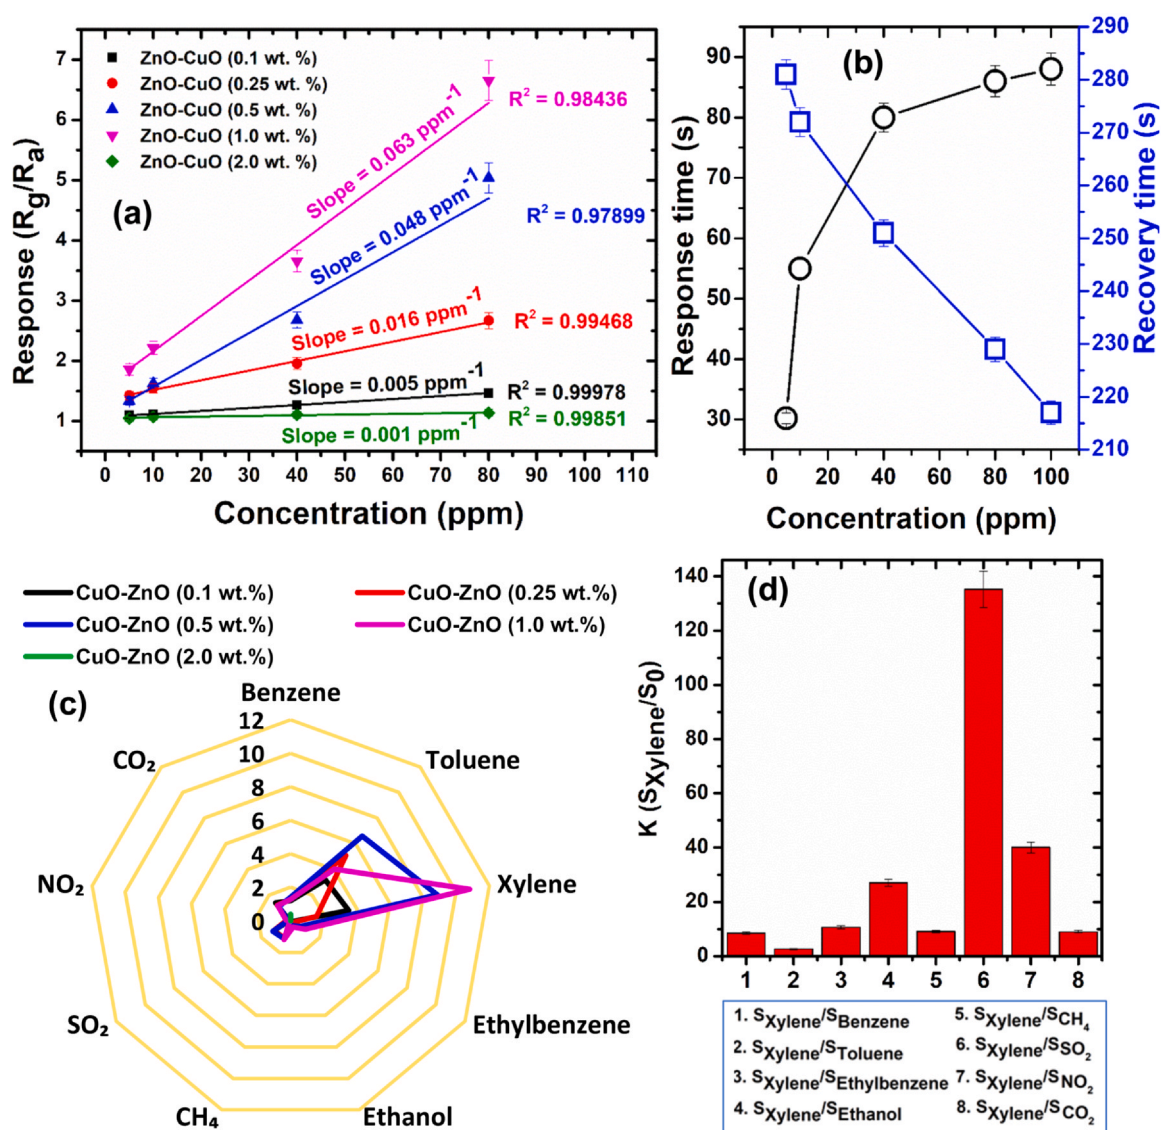 ZnO-CuO (0.1 wt. %)
ZnO-CuO (0.25 wt. %)
ZnO-CuO (0.5 wt. %)
ZnO-CuO (1.0 wt. %)
ZnO-CuO (2.0 wt. %)
(a)
Slope = 0.063 ppm⁻¹
R² = 0.98436
Slope = 0.048 ppm⁻¹
R² = 0.97899
Slope = 0.016 ppm⁻¹
R² = 0.99468
Slope = 0.005 ppm⁻¹
R² = 0.99978
Slope = 0.001 ppm⁻¹
R² = 0.99851
Response (Rg/Ra)
7
6
5
4
3
2
1
0 10 20 30 40 50 60 70 80 90 100 110
Concentration (ppm)
(b)
Response time (s)
90
80
70
60
50
40
30
Recovery time (s)
290
280
270
260
250
240
230
220
210
0 20 40 60 80 100
Concentration (ppm)
CuO-ZnO (0.1 wt.%)
CuO-ZnO (0.25 wt.%)
CuO-ZnO (0.5 wt.%)
CuO-ZnO (1.0 wt.%)
CuO-ZnO (2.0 wt.%)
(c)
Benzene
Toluene
Xylene
Ethylbenzene
Ethanol
CH₄
SO₂
NO₂
CO₂
12
10
8
6
4
2
0
(d)
K (SXylene/S0)
140
120
100
80
60
40
20
0
1 2 3 4 5 6 7 8
1. SXylene/SBenzene
2. SXylene/SToluene
3. SXylene/SEthylbenzene
4. SXylene/SEthanol
5. SXylene/SCH₄
6. SXylene/SSO₂
7. SXylene/SNO₂
8. SXylene/SCO₂